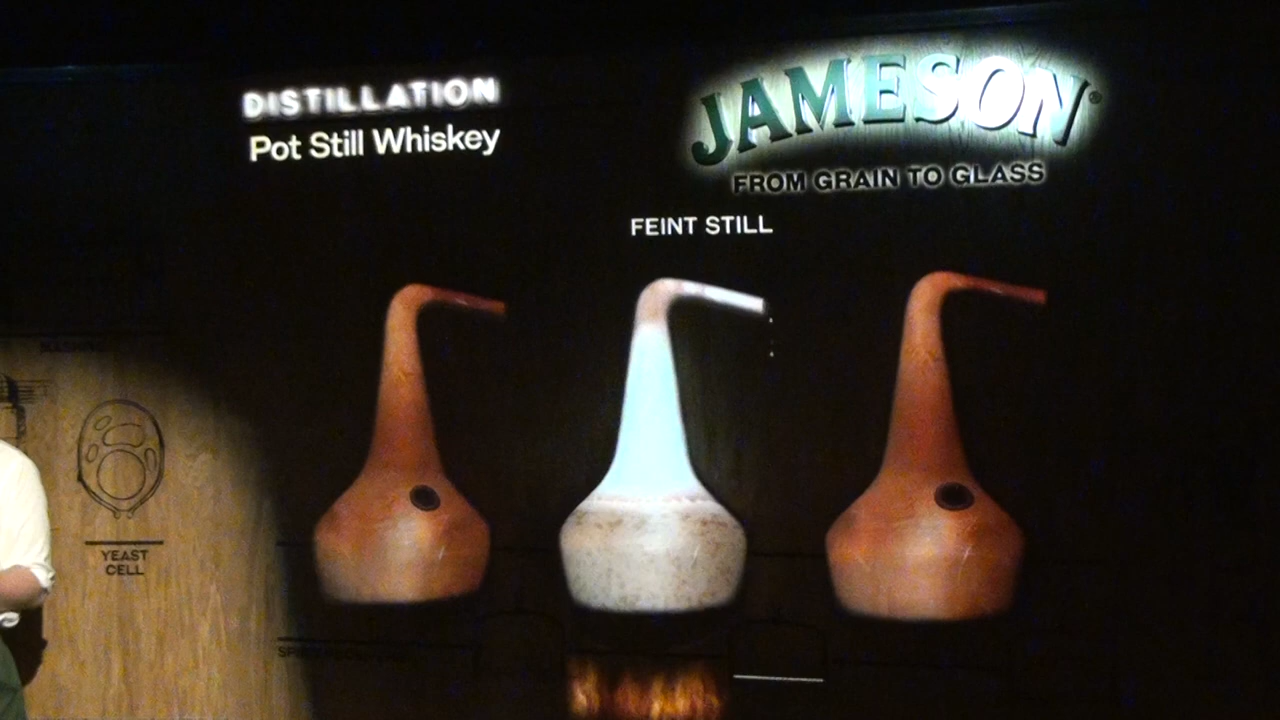 DISTILLATION
Pot Still Whiskey
JAMESON®
FROM GRAIN TO GLASS
FEINT STILL
YEAST
CELL